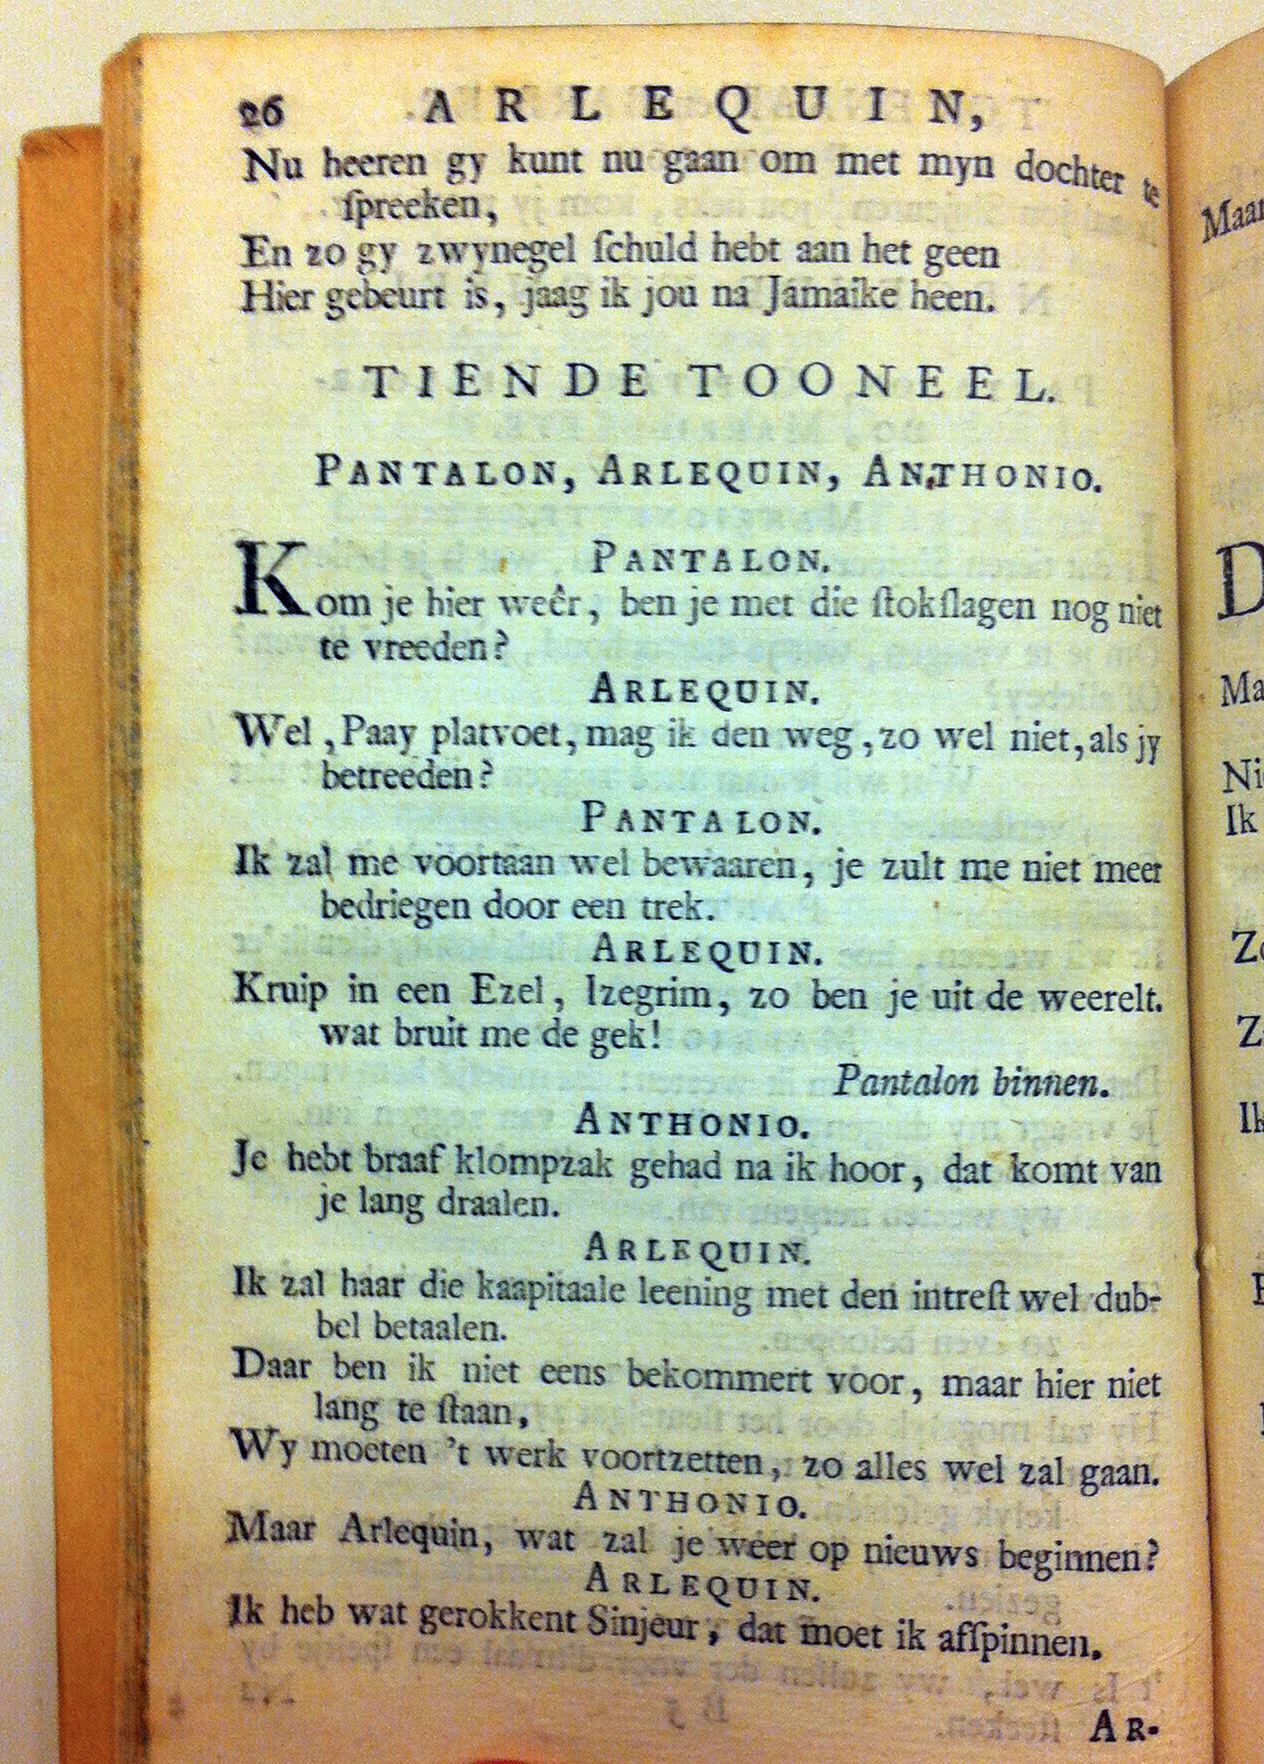 26 ARLEQUIN,
Nu heeren gy kunt nu gaan om met myn dochter te
ſpreeken,
En zo gy zwynegel ſchuld hebt aan het geen
Hier gebeurt is, jaag ik jou na Jamaike heen.
TIENDE TOONEEL.
PANTALON, ARLEQUIN, ANTHONIO.
PANTALON.
Kom je hier weêr, ben je met die ſtokſlagen nog niet
te vreeden?
ARLEQUIN.
Wel, Paay platvoet, mag ik den weg, zo wel niet, als jy
betreeden?
PANTALON.
Ik zal me voortaan wel bewaaren, je zult me niet meer
bedriegen door een trek.
ARLEQUIN.
Kruip in een Ezel, Izegrim, zo ben je uit de weerelt.
wat bruit me de gek!
Pantalon binnen.
ANTHONIO.
Je hebt braaf klompzak gehad na ik hoor, dat komt van
je lang draalen.
ARLEQUIN.
Ik zal haar die kaapitaale leening met den intreſt wel dub-
bel betaalen.
Daar ben ik niet eens bekommert voor, maar hier niet
lang te ſtaan,
Wy moeten 't werk voortzetten, zo alles wel zal gaan.
ANTHONIO.
Maar Arlequin, wat zal je weer op nieuws beginnen?
ARLEQUIN.
Ik heb wat gerokkent Sinjeur, dat moet ik afſpinnen.
AR-
Maar
D
Ma
Ni
Ik
Zo
Z
Ik